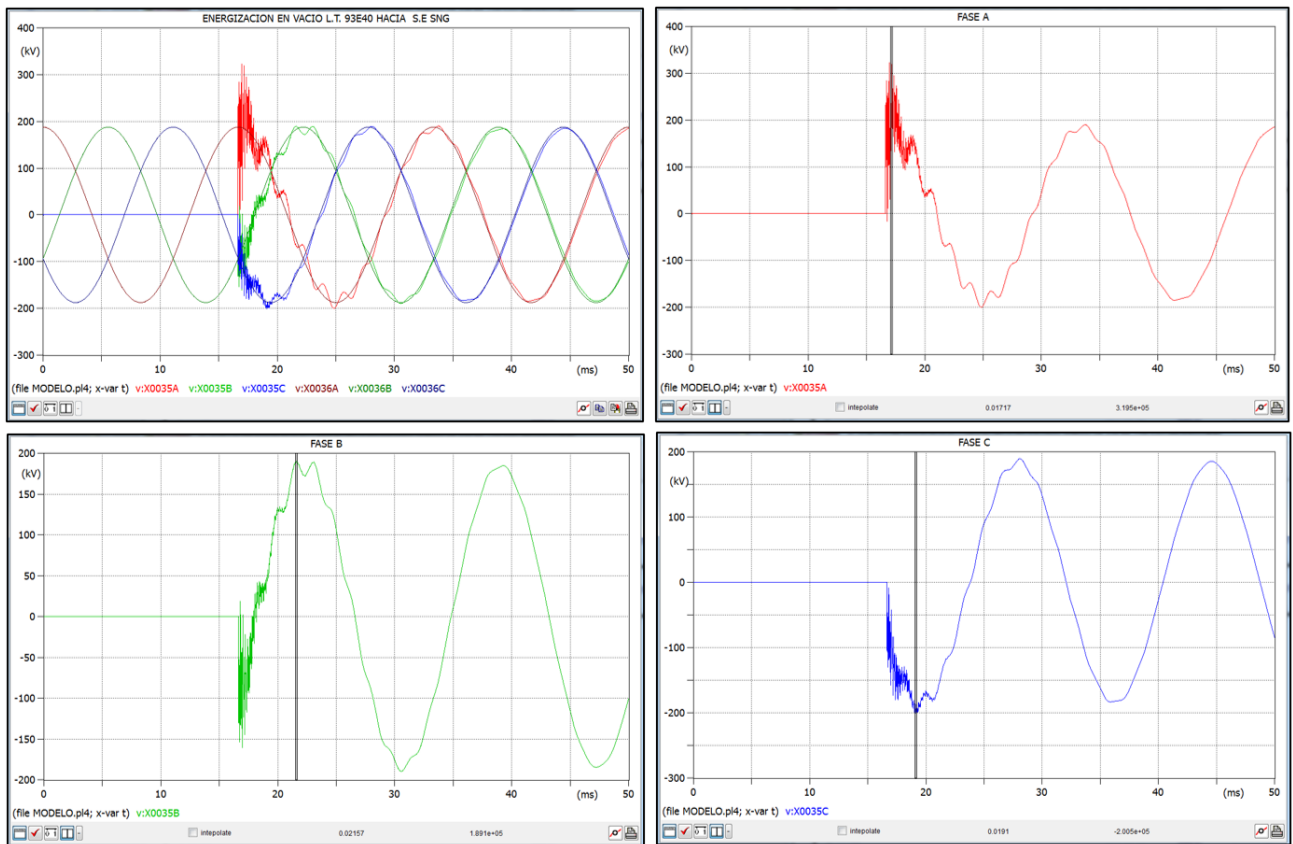 ENERGIZACION EN VACIO L.T. 93E40 HACIA S.E SNG
400
(kV)
300
200
100
0
-100
-200
-300
0 10 20 30 40 (ms) 50
(file MODELO.pl4; x-var t) v:X0035A v:X0035B v:X0035C v:X0036A v:X0036B v:X0036C
FASE A
400
(kV)
300
200
100
0
-100
-200
-300
0 10 20 30 40 (ms) 50
(file MODELO.pl4; x-var t) v:X0035A
intepolate 0.01717 3.195e+05
FASE B
200
(kV)
150
100
50
0
-50
-100
-150
-200
0 10 20 30 40 (ms) 50
(file MODELO.pl4; x-var t) v:X0035B
intepolate 0.02157 1.891e+05
FASE C
200
(kV)
100
0
-100
-200
-300
0 10 20 30 40 (ms) 50
(file MODELO.pl4; x-var t) v:X0035C
intepolate 0.0191 -2.005e+05